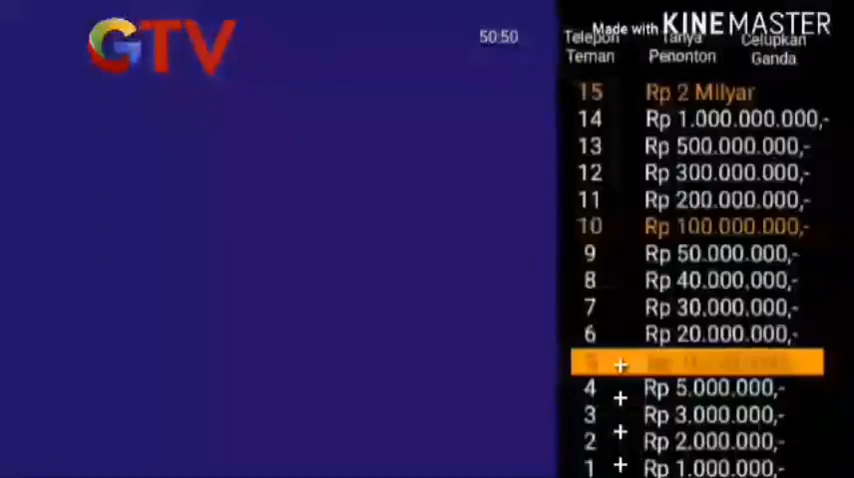 GTV
50:50
Made with KINEMASTER
Telepon Teman
Tanya Penonton
Celupkan Ganda
15 Rp 2 Milyar
14 Rp 1.000.000.000,-
13 Rp 500.000.000,-
12 Rp 300.000.000,-
11 Rp 200.000.000,-
10 Rp 100.000.000,-
9 Rp 50.000.000,-
8 Rp 40.000.000,-
7 Rp 30.000.000,-
6 Rp 20.000.000,-
5 +
4 + Rp 5.000.000,-
3 + Rp 3.000.000,-
2 + Rp 2.000.000,-
1 + Rp 1.000.000,-